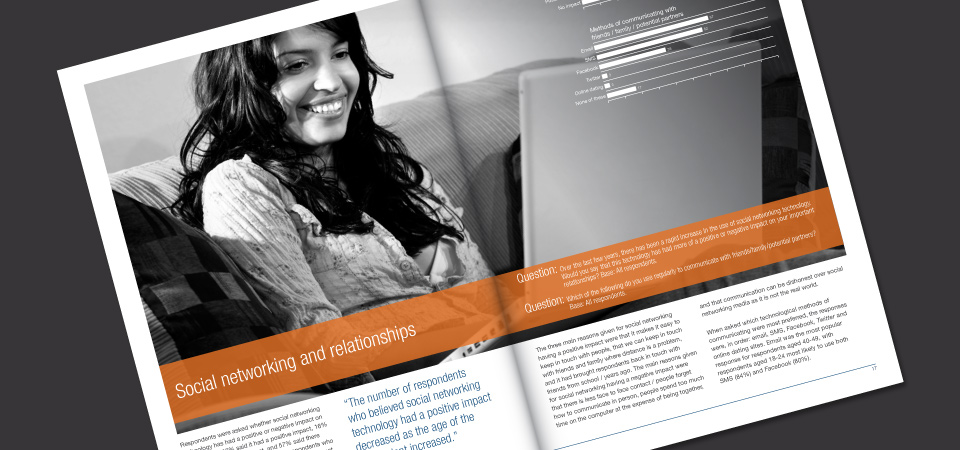 No impact
Methods of communicating with
friends / family / potential partners
Email
SMS
Facebook
Twitter
Online dating
None of these
Question: Over the last few years, there has been a rapid increase in the use of social networking technology.
Would you say that this technology has had more of a positive or negative impact on your important
relationships? Base: All respondents.
Question: Which of the following do you use regularly to communicate with friends/family/potential partners?
Base: All respondents.
Social networking and relationships
Respondents were asked whether social networking
technology has had a positive or negative impact on
said it had a positive impact, 16%
and 57% said there
respondents who
"The number of respondents
who believed social networking
technology had a positive impact
decreased as the age of the
increased."
The three main reasons given for social networking
having a positive impact were that it makes it easy to
keep in touch with people, that we can keep in touch
with friends and family where distance is a problem,
and it had brought respondents back in touch with
friends from school / years ago. The main reasons given
for social networking having a negative impact were
that there is less face to face contact / people forget
how to communicate in person, people spend too much
time on the computer at the expense of being together,
and that communication can be dishonest over social
networking media as it is not the real world.
When asked which technological methods of
communicating were most preferred, the responses
were, in order: email, SMS, Facebook, Twitter and
online dating sites. Email was the most popular
response for respondents aged 40-48, with
respondents aged 18-24 most likely to use both
SMS (84%) and Facebook (80%).
17